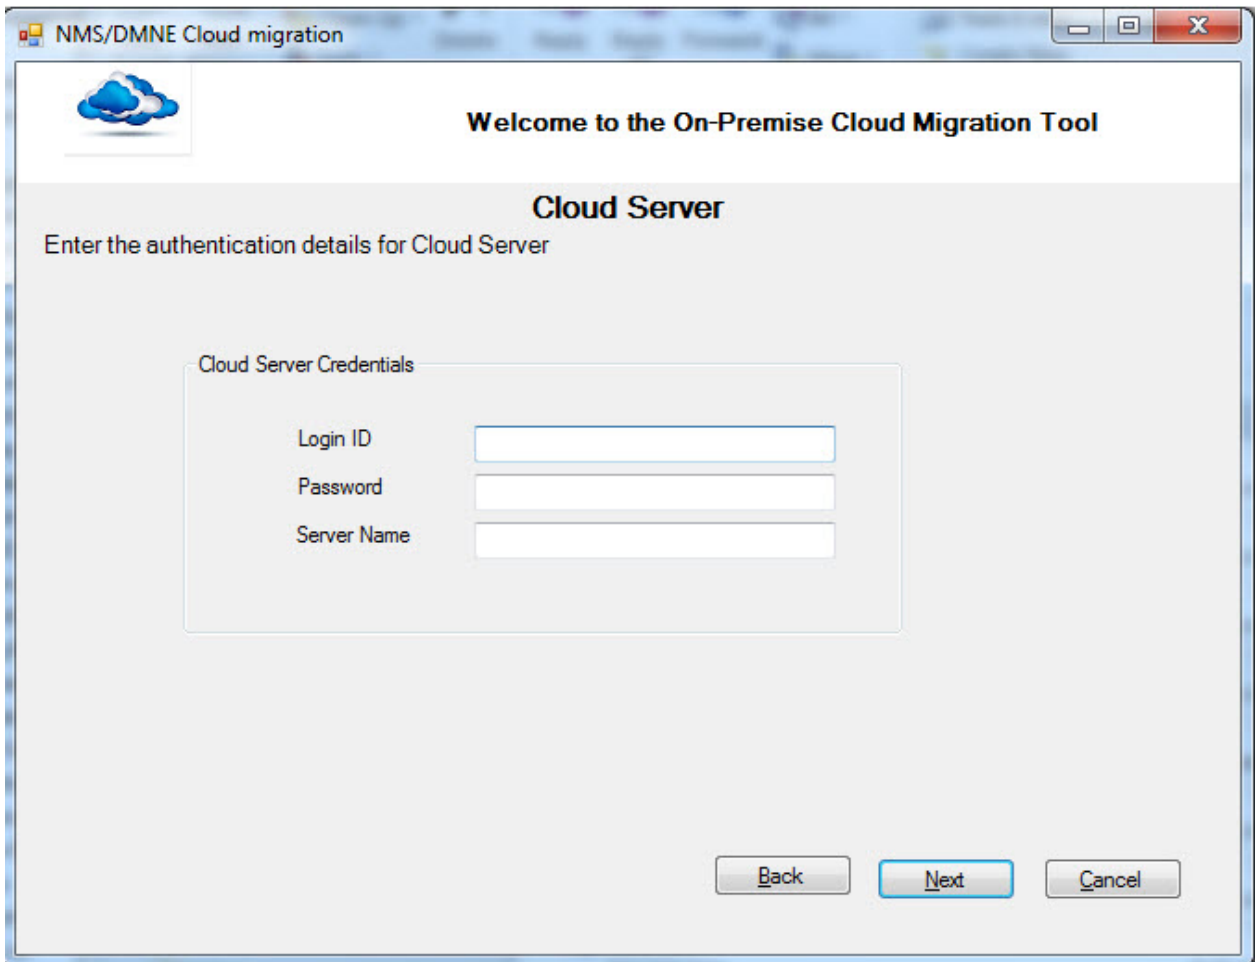 NMS/DMNE Cloud migration
Welcome to the On-Premise Cloud Migration Tool
Cloud Server
Enter the authentication details for Cloud Server
Cloud Server Credentials
Login ID
Password
Server Name
Back Next Cancel